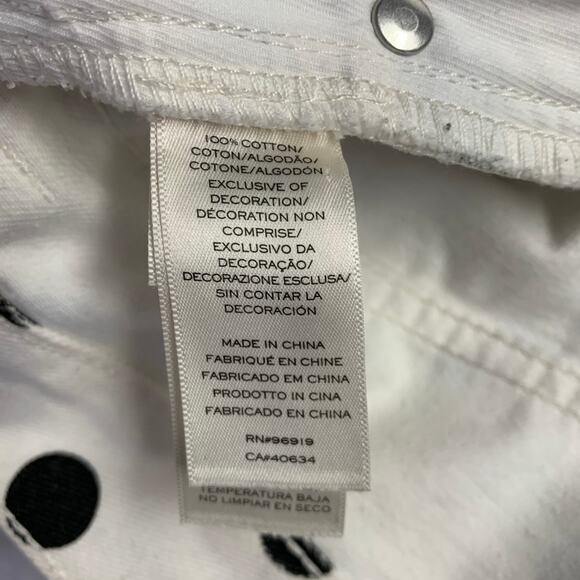 100% COTTON/
COTON/ALGODÃO/
COTONE/ALGODÓN
EXCLUSIVE OF
DECORATION/
DÉCORATION NON
COMPRISE/
EXCLUSIVO DA
DECORAÇÃO/
DECORAZIONE ESCLUSA/
SIN CONTAR LA
DECORACIÓN
MADE IN CHINA
FABRIQUÉ EN CHINE
FABRICADO EM CHINA
PRODOTTO IN CINA
FABRICADO EN CHINA
RN#96919
CA#40634
TEMPERATURA BAJA
NO LIMPIAR EN SECO